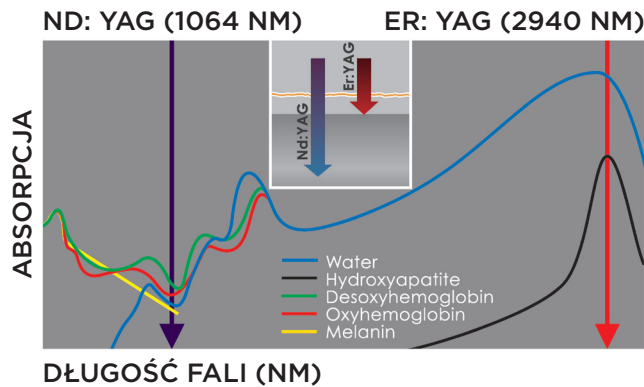 ND: YAG (1064 NM)
ER: YAG (2940 NM)
ABSORPCJA
Nd:YAG
Er:YAG
Water
Hydroxyapatite
Desoxyhemoglobin
Oxyhemoglobin
Melanin
DŁUGOŚĆ FALI (NM)